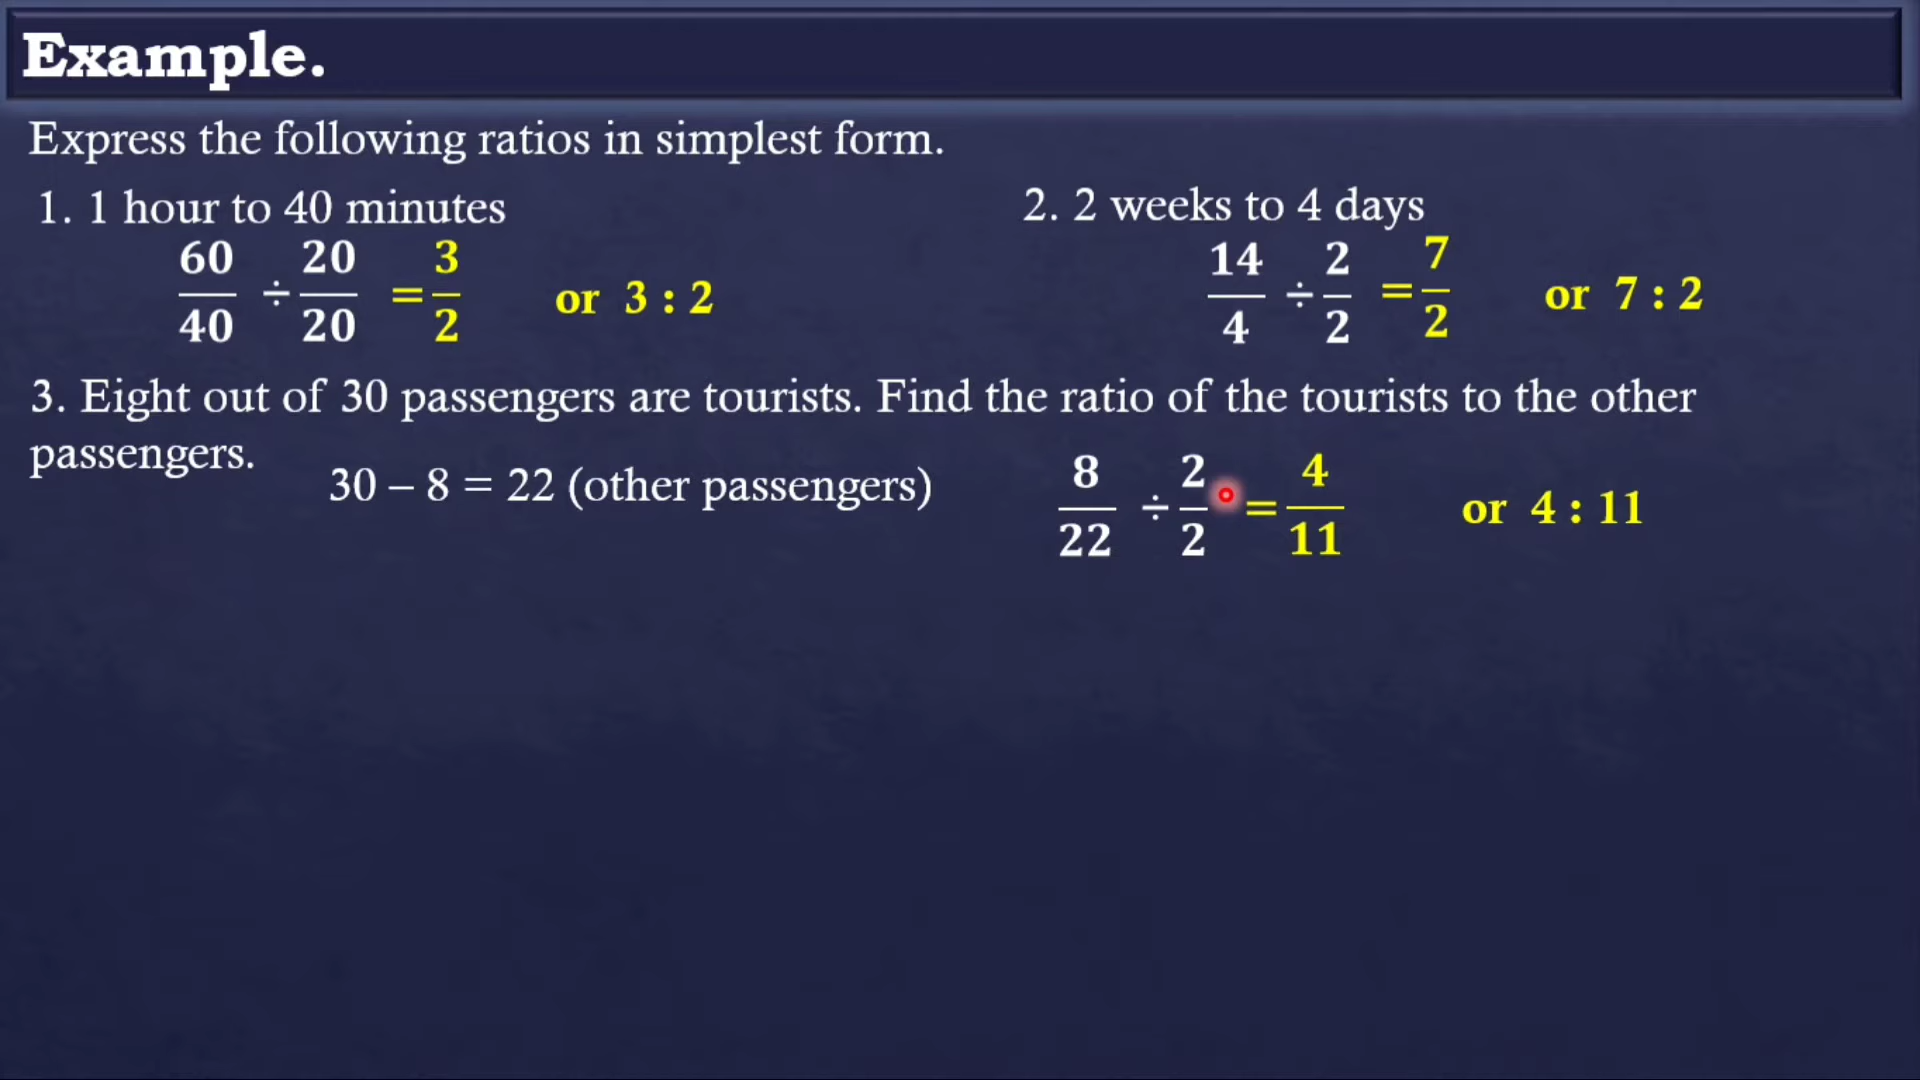 Example.
Express the following ratios in simplest form.
1. 1 hour to 40 minutes
60/40 ÷ 20/20 = 3/2 or 3 : 2
2. 2 weeks to 4 days
14/4 ÷ 2/2 = 7/2 or 7 : 2
3. Eight out of 30 passengers are tourists. Find the ratio of the tourists to the other
passengers.
30 – 8 = 22 (other passengers)
8/22 ÷ 2/2 = 4/11 or 4 : 11